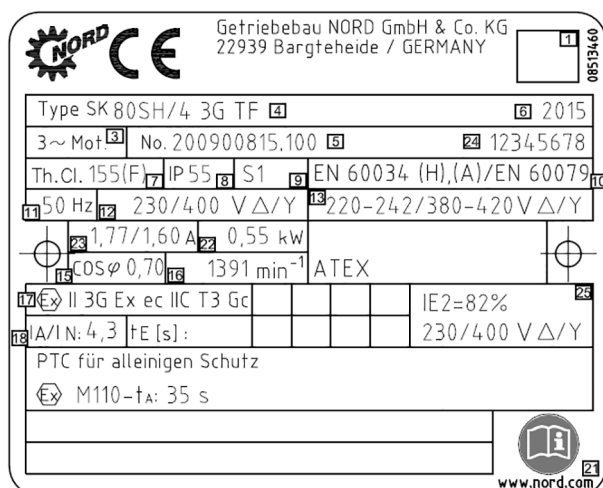 NORD CE Getriebebau NORD GmbH & Co. KG
22939 Bargteheide / GERMANY
1
08513460
Type SK 80SH/4 3G TF 4 6 2015
3~ Mot. 3 No. 200900815,100 5 24 12345678
Th.Cl. 155(F) 7 IP 55 8 S1 9 EN 60034 (H),(A)/EN 60079 10
11 50 Hz 12 230/400 V Δ/Y 13 220-242/380-420V Δ/Y
23 1,77/1,60 A 22 0,55 kW
15 COSφ 0,70 16 1391 min⁻¹ ATEX
17 Ex II 3G Ex ec IIC T3 Gc IE2=82% 25
18 IA/IN: 4,3 tE [s]: 230/400 V Δ/Y
PTC für alleinigen Schutz
Ex M110-tA: 35 s
i
21
www.nord.com